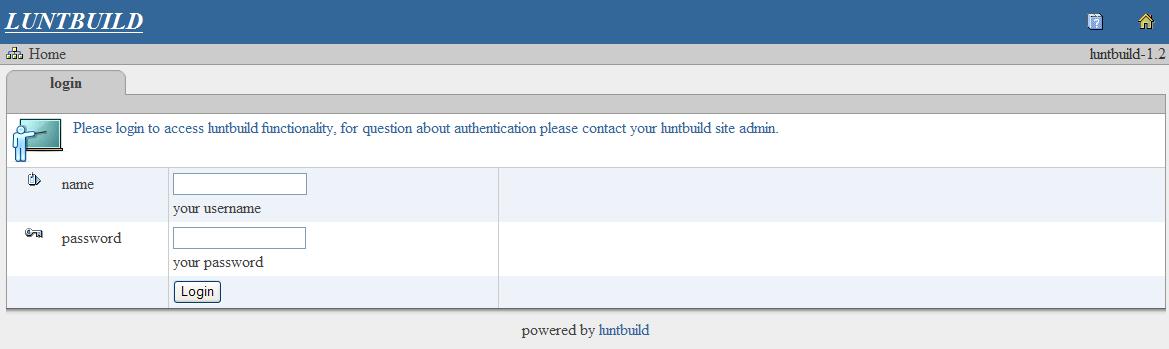 LUNTBUILD
Home
luntbuild-1.2
login
Please login to access luntbuild functionality, for question about authentication please contact your luntbuild site admin.
name
your username
password
your password
Login
powered by luntbuild